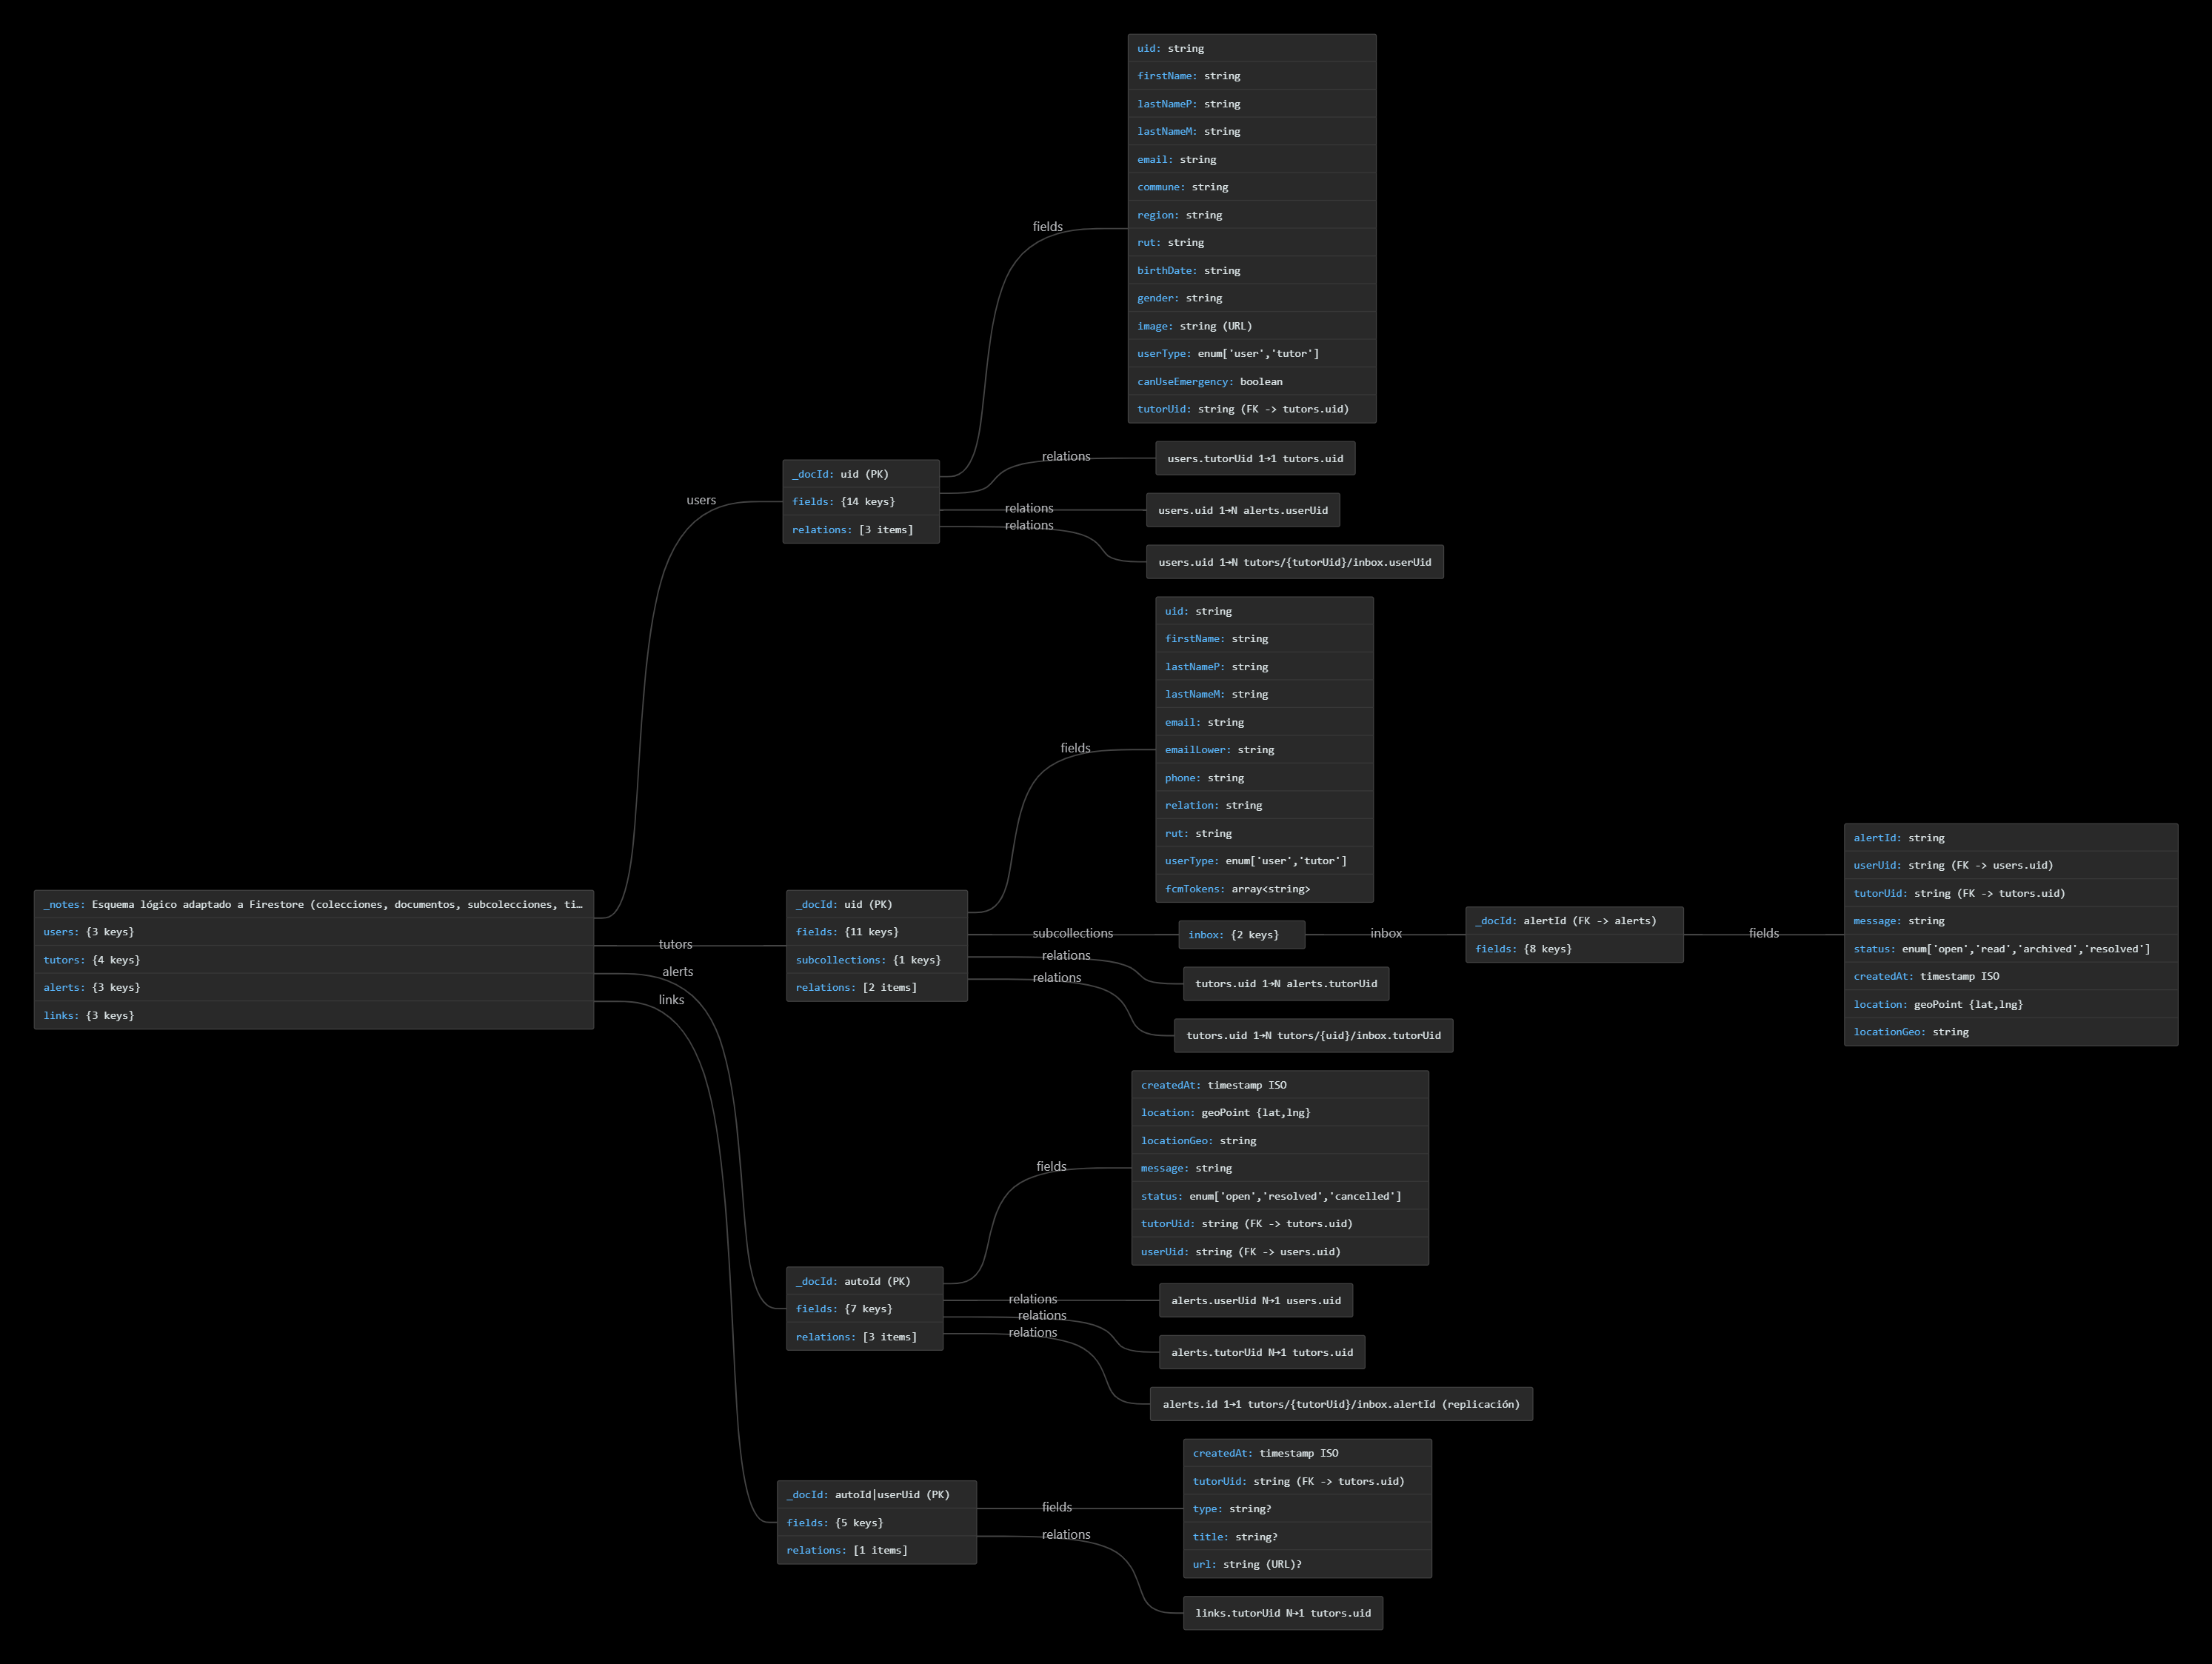 _notes: Esquema lógico adaptado a Firestore (colecciones, documentos, subcolecciones, ti…
users: {3 keys}
tutors: {4 keys}
alerts: {3 keys}
links: {3 keys}
users
_docId: uid (PK)
fields: {14 keys}
relations: [3 items]
fields
uid: string
firstName: string
lastNameP: string
lastNameM: string
email: string
commune: string
region: string
rut: string
birthDate: string
gender: string
image: string (URL)
userType: enum['user','tutor']
canUseEmergency: boolean
tutorUid: string (FK -> tutors.uid)
relations
users.tutorUid 1→1 tutors.uid
relations
users.uid 1→N alerts.userUid
relations
users.uid 1→N tutors/{tutorUid}/inbox.userUid
tutors
_docId: uid (PK)
fields: {11 keys}
subcollections: {1 keys}
relations: [2 items]
fields
uid: string
firstName: string
lastNameP: string
lastNameM: string
email: string
emailLower: string
phone: string
relation: string
rut: string
userType: enum['user','tutor']
fcmTokens: array<string>
subcollections
inbox: {2 keys}
inbox
_docId: alertId (FK -> alerts)
fields: {8 keys}
fields
alertId: string
userUid: string (FK -> users.uid)
tutorUid: string (FK -> tutors.uid)
message: string
status: enum['open','read','archived','resolved']
createdAt: timestamp ISO
location: geoPoint {lat,lng}
locationGeo: string
relations
tutors.uid 1→N alerts.tutorUid
relations
tutors.uid 1→N tutors/{uid}/inbox.tutorUid
alerts
_docId: autoId (PK)
fields: {7 keys}
relations: [3 items]
fields
createdAt: timestamp ISO
location: geoPoint {lat,lng}
locationGeo: string
message: string
status: enum['open','resolved','cancelled']
tutorUid: string (FK -> tutors.uid)
userUid: string (FK -> users.uid)
relations
alerts.userUid N→1 users.uid
relations
alerts.tutorUid N→1 tutors.uid
relations
alerts.id 1→1 tutors/{tutorUid}/inbox.alertId (replicación)
links
_docId: autoId|userUid (PK)
fields: {5 keys}
relations: [1 items]
fields
createdAt: timestamp ISO
tutorUid: string (FK -> tutors.uid)
type: string?
title: string?
url: string (URL)?
relations
links.tutorUid N→1 tutors.uid